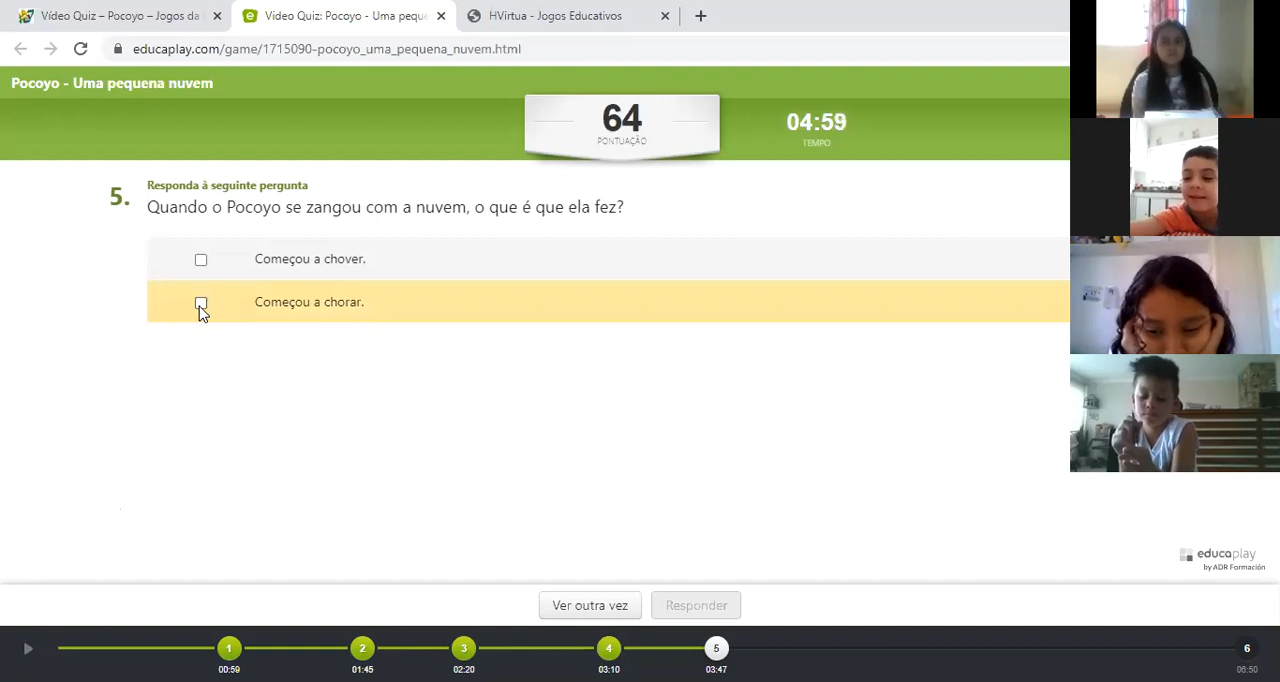 Vídeo Quiz – Pocoyo – Jogos da
Vídeo Quiz: Pocoyo - Uma peque
HVirtua - Jogos Educativos
educaplay.com/game/1715090-pocoyo_uma_pequena_nuvem.html
Pocoyo - Uma pequena nuvem
64
PONTUAÇÃO
04:59
TEMPO
5.
Responda à seguinte pergunta
Quando o Pocoyo se zangou com a nuvem, o que é que ela fez?
Começou a chover.
Começou a chorar.
educaplay
by ADR Formación
Ver outra vez
Responder
1 2 3 4 5 6
00:59 01:45 02:20 03:10 03:47 06:50